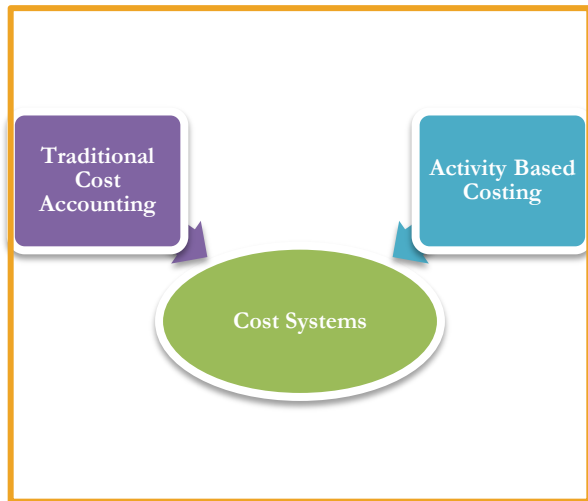 Traditional
Cost
Accounting
Activity Based
Costing
Cost Systems